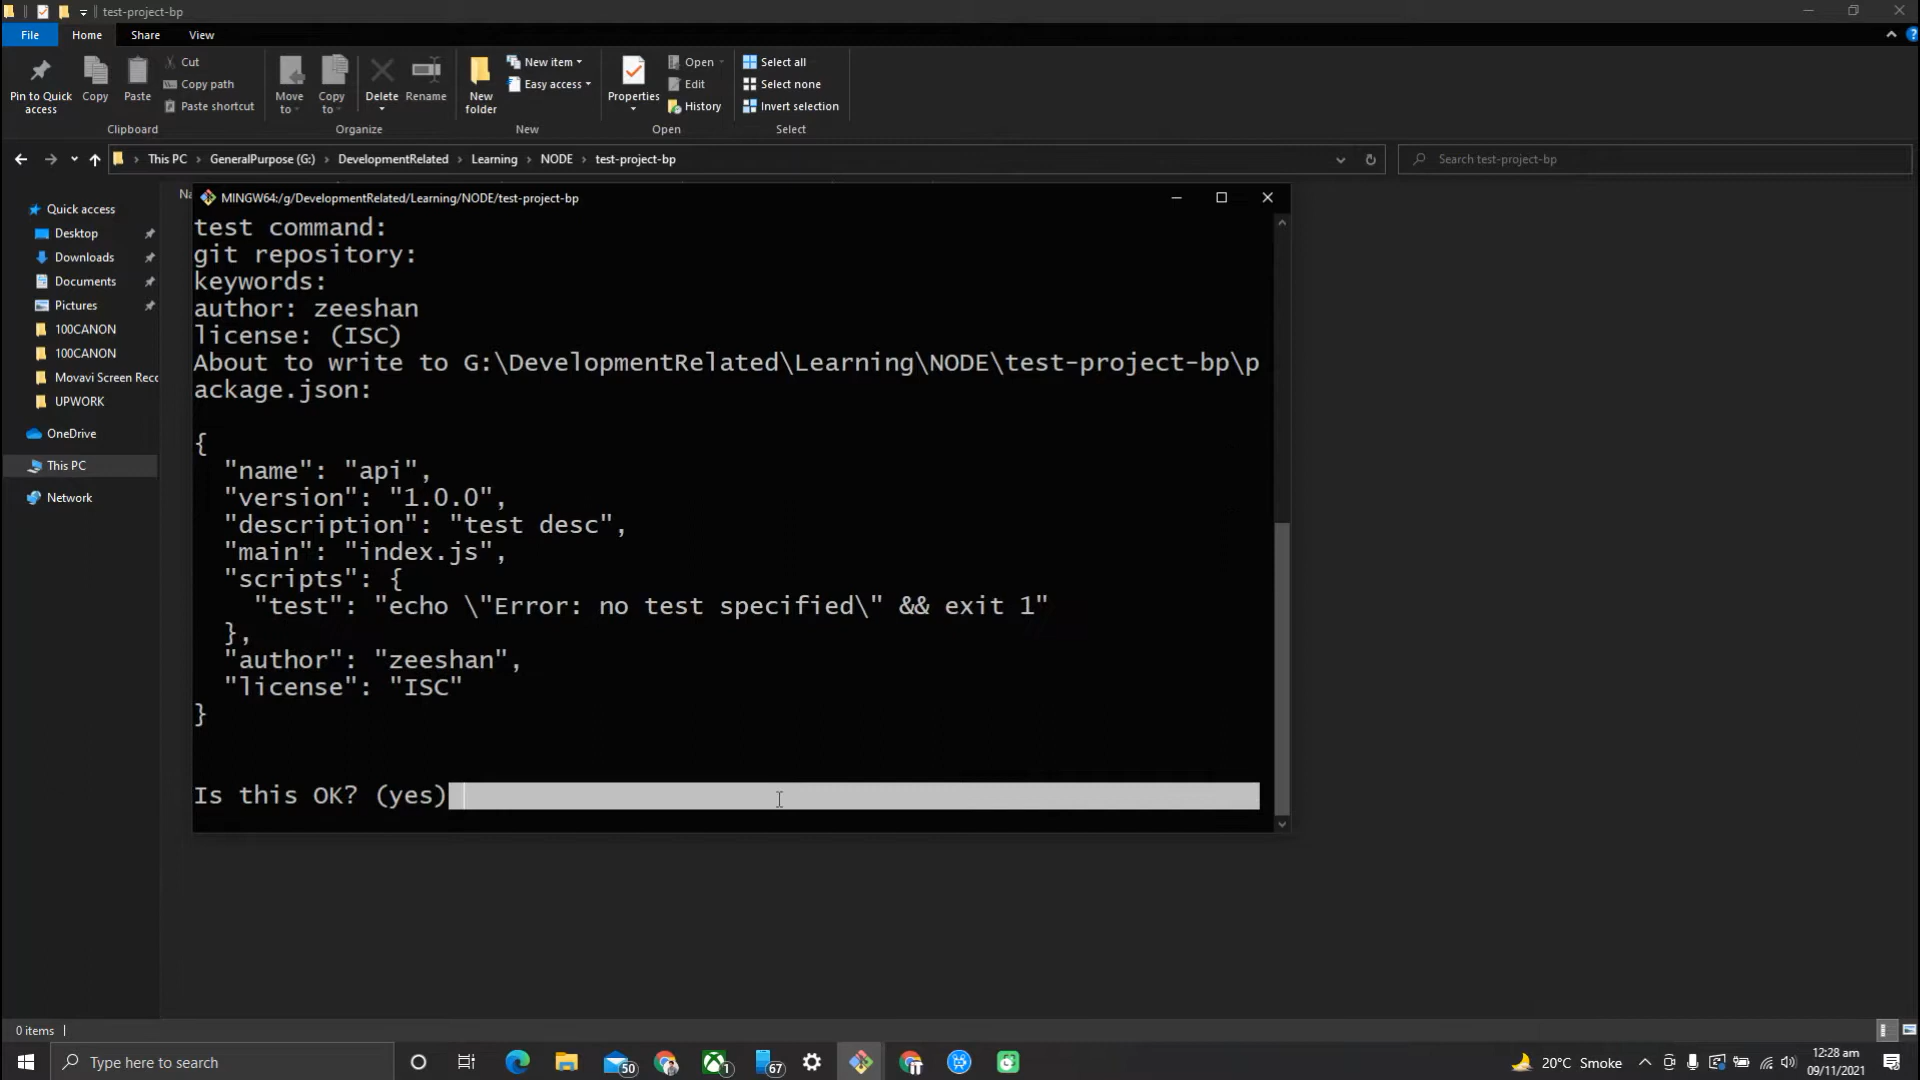 test-project-bp
File Home Share View
Pin to Quick access
Copy
Paste
Cut
Copy path
Paste shortcut
Clipboard
Move to
Copy to
Delete
Rename
Organize
New folder
New item
Easy access
New
Properties
Open
Edit
History
Open
Select all
Select none
Invert selection
Select
This PC › GeneralPurpose (G:) › DevelopmentRelated › Learning › NODE › test-project-bp
Search test-project-bp
Na
Quick access
Desktop
Downloads
Documents
Pictures
100CANON
100CANON
Movavi Screen Reco
UPWORK
OneDrive
This PC
Network
MINGW64:/g/DevelopmentRelated/Learning/NODE/test-project-bp
test command:
git repository:
keywords:
author: zeeshan
license: (ISC)
About to write to G:\DevelopmentRelated\Learning\NODE\test-project-bp\p
ackage.json:
{
"name": "api",
"version": "1.0.0",
"description": "test desc",
"main": "index.js",
"scripts": {
"test": "echo \"Error: no test specified\" && exit 1"
},
"author": "zeeshan",
"license": "ISC"
}
Is this OK? (yes)
0 items
Type here to search
50
1
67
20°C Smoke
12:28 am
09/11/2021